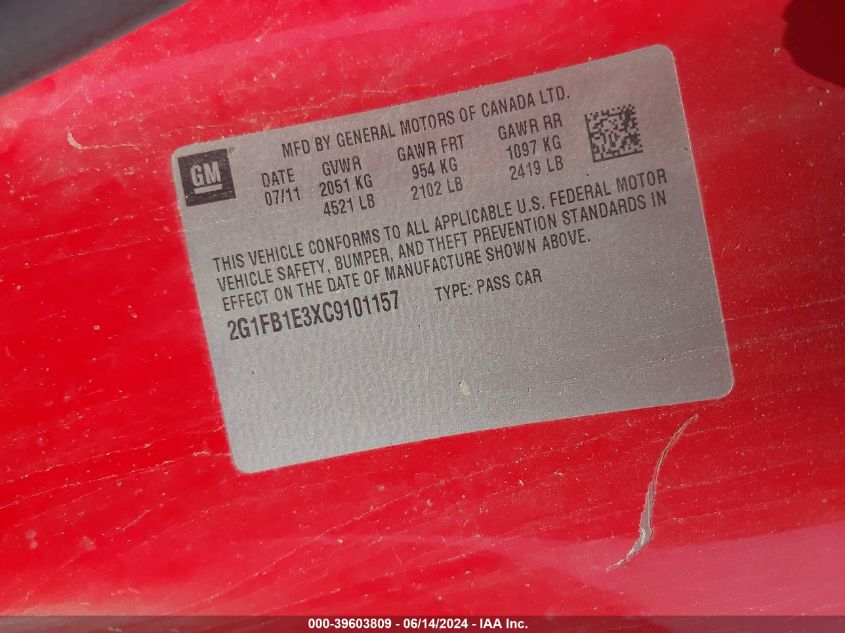 MFD BY GENERAL MOTORS OF CANADA LTD.
GM
DATE GVWR GAWR FRT GAWR RR
07/11 2051 KG 954 KG 1097 KG
4521 LB 2102 LB 2419 LB
THIS VEHICLE CONFORMS TO ALL APPLICABLE U.S. FEDERAL MOTOR
VEHICLE SAFETY, BUMPER, AND THEFT PREVENTION STANDARDS IN
EFFECT ON THE DATE OF MANUFACTURE SHOWN ABOVE.
2G1FB1E3XC9101157 TYPE: PASS CAR
000-39603809 - 06/14/2024 - IAA Inc.